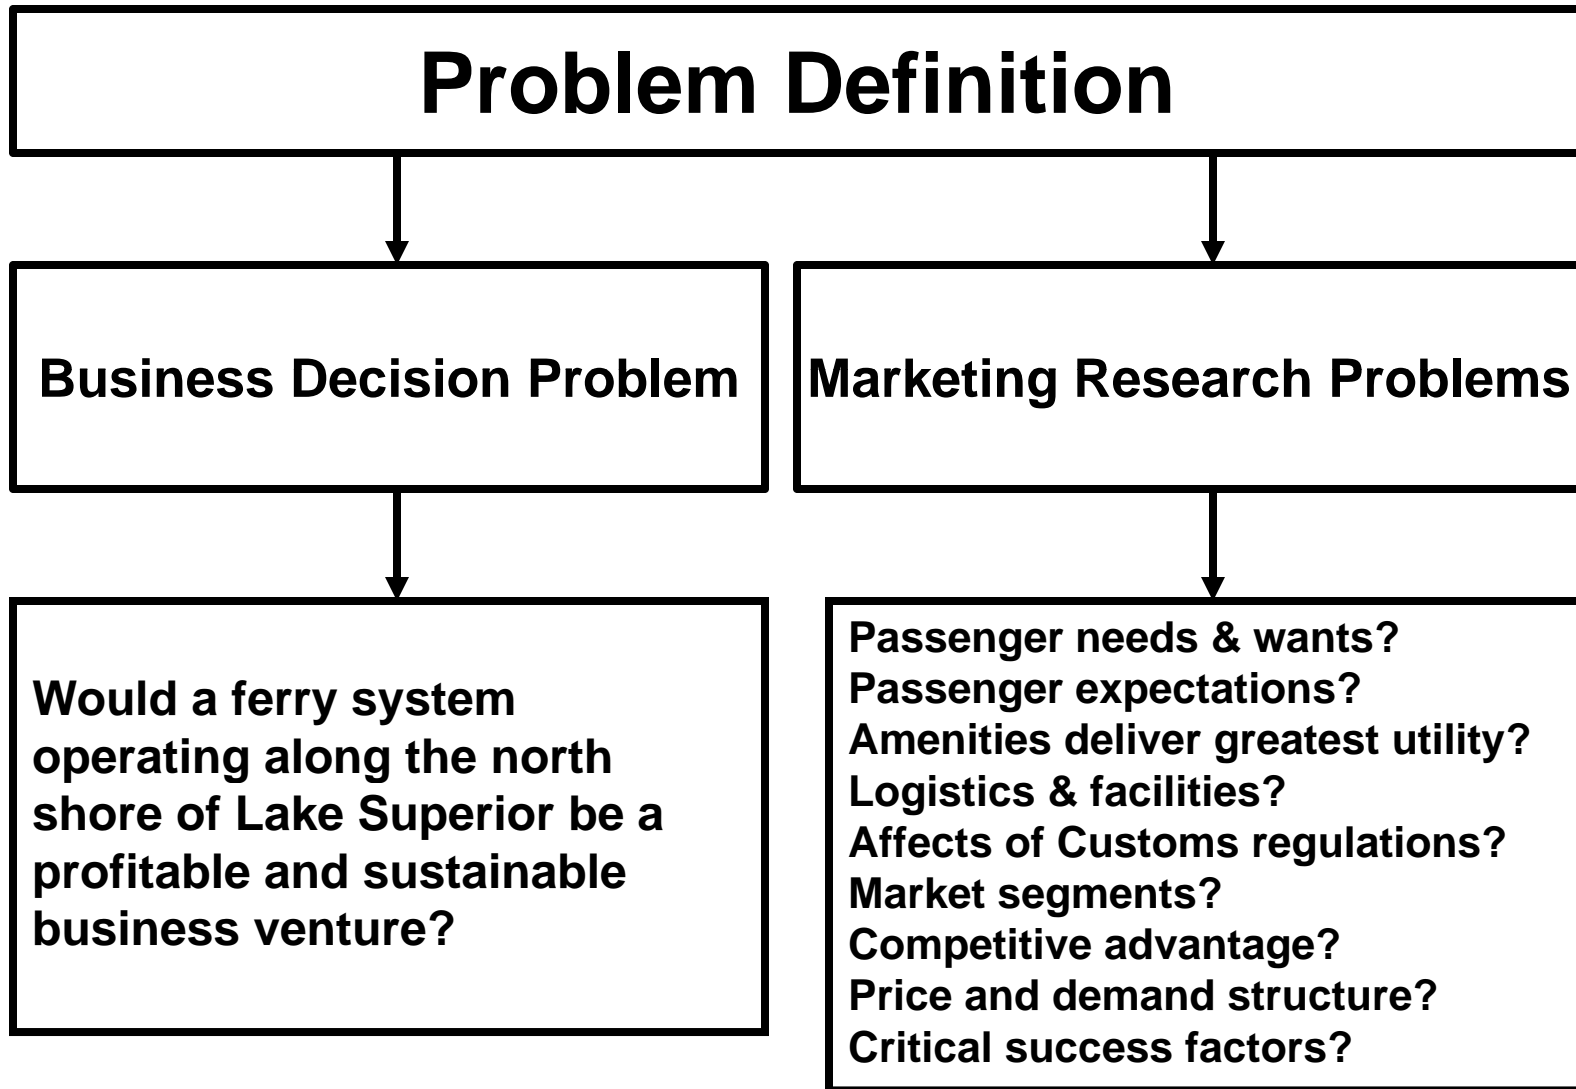 Problem Definition
Business Decision Problem
Marketing Research Problems
Would a ferry system
operating along the north
shore of Lake Superior be a
profitable and sustainable
business venture?
Passenger needs & wants?
Passenger expectations?
Amenities deliver greatest utility?
Logistics & facilities?
Affects of Customs regulations?
Market segments?
Competitive advantage?
Price and demand structure?
Critical success factors?